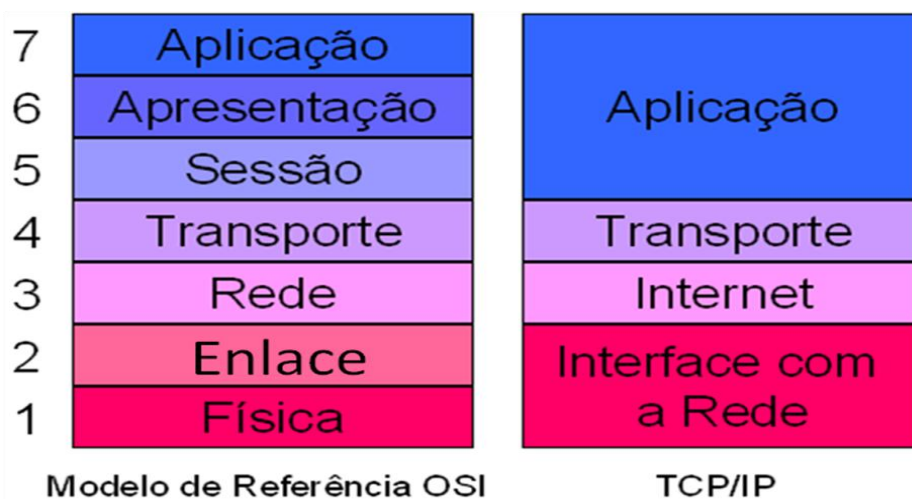 7 Aplicação
6 Apresentação
5 Sessão
4 Transporte
3 Rede
2 Enlace
1 Física
Modelo de Referência OSI
Aplicação
Transporte
Internet
Interface com
a Rede
TCP/IP